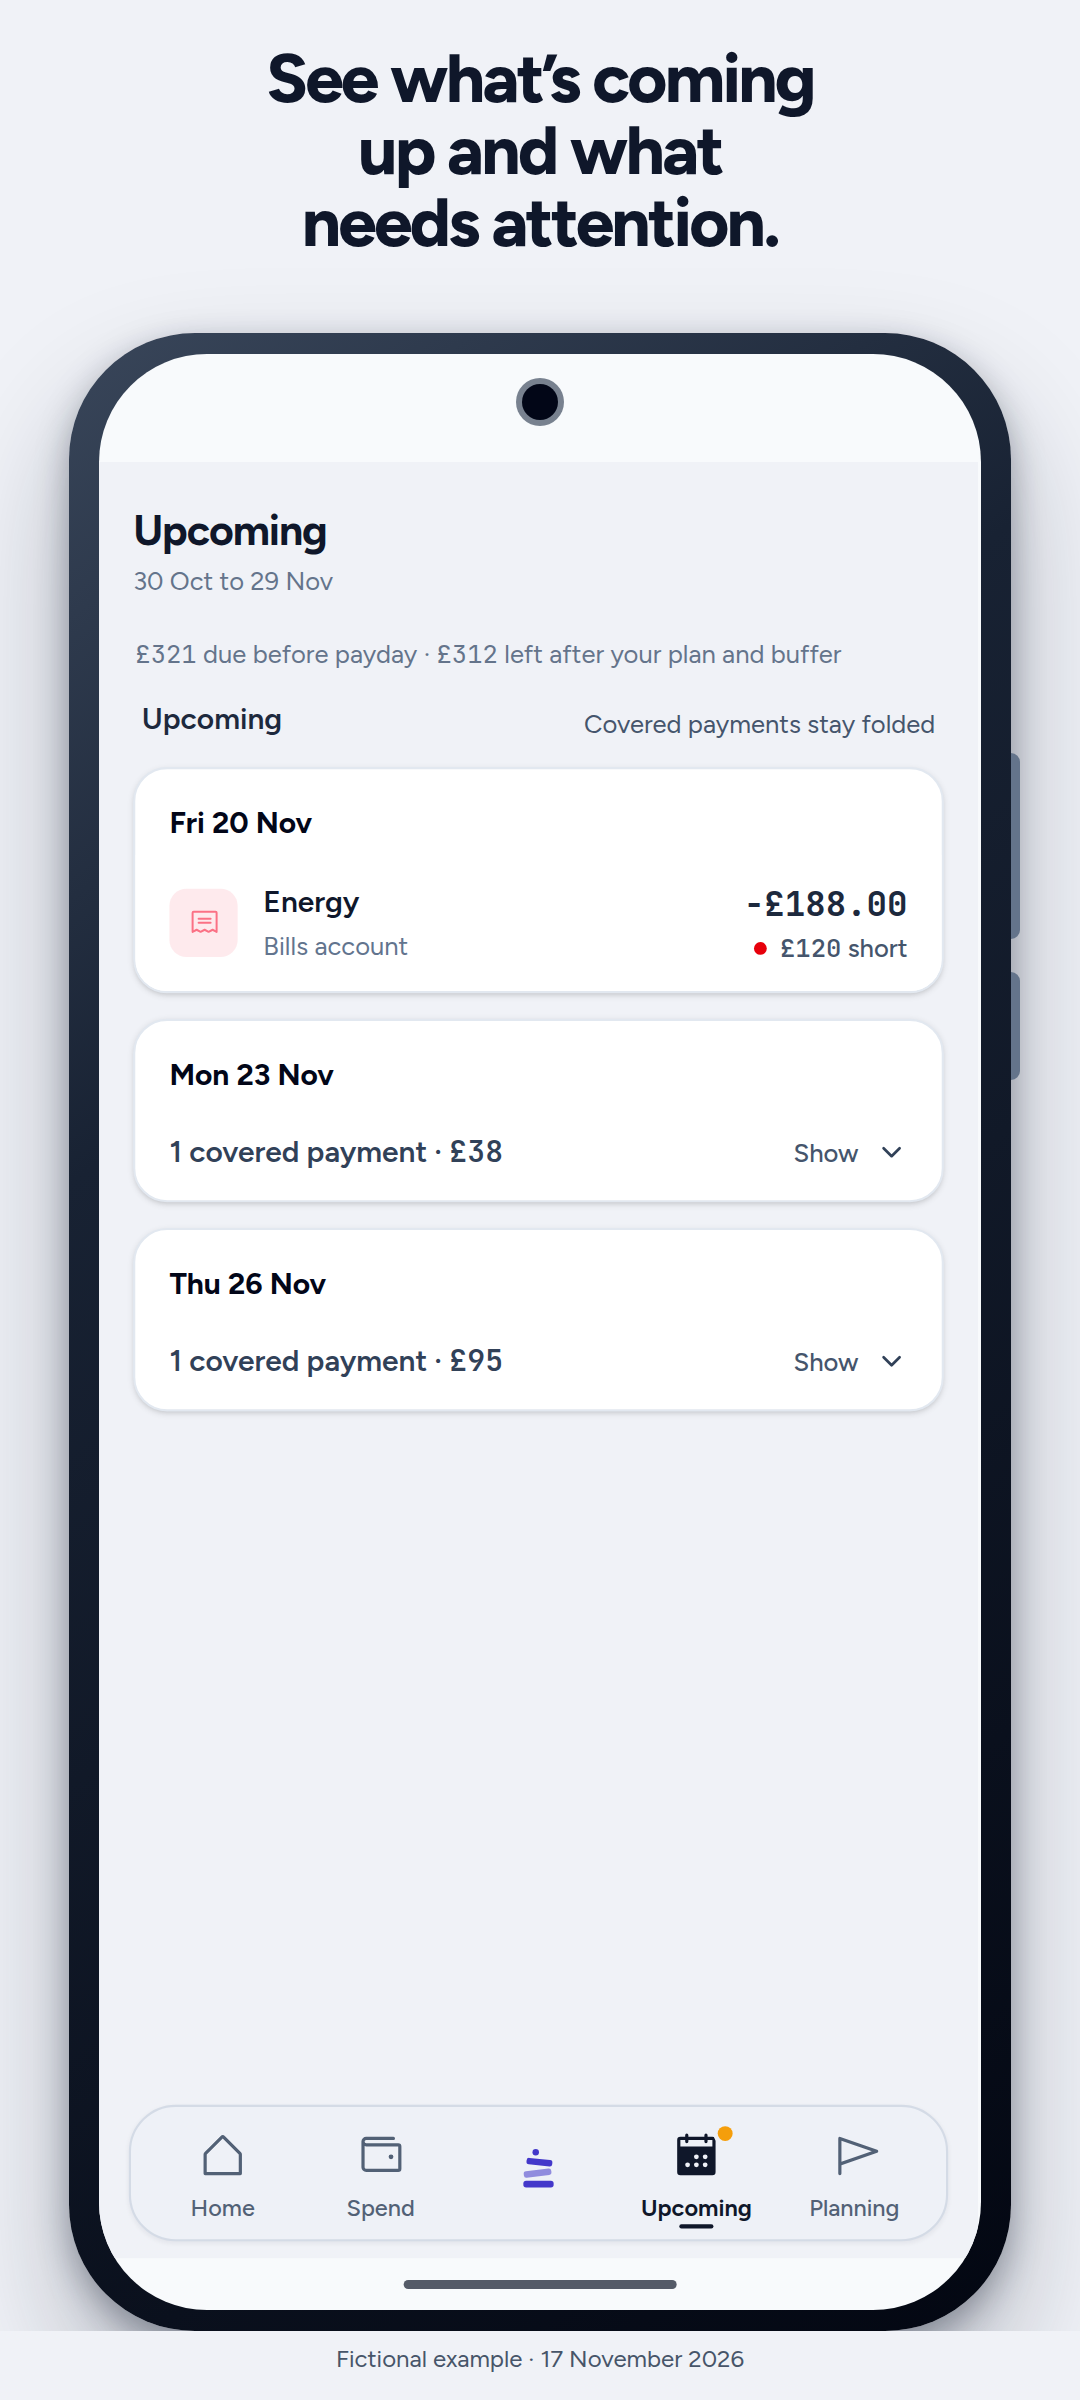 See what’s coming
up and what
needs attention.
Upcoming
30 Oct to 29 Nov
£321 due before payday · £312 left after your plan and buffer
Upcoming
Covered payments stay folded
Fri 20 Nov
Energy
-£188.00
Bills account
£120 short
Mon 23 Nov
1 covered payment · £38
Show
Thu 26 Nov
1 covered payment · £95
Show
Home
Spend
Upcoming
Planning
Fictional example · 17 November 2026